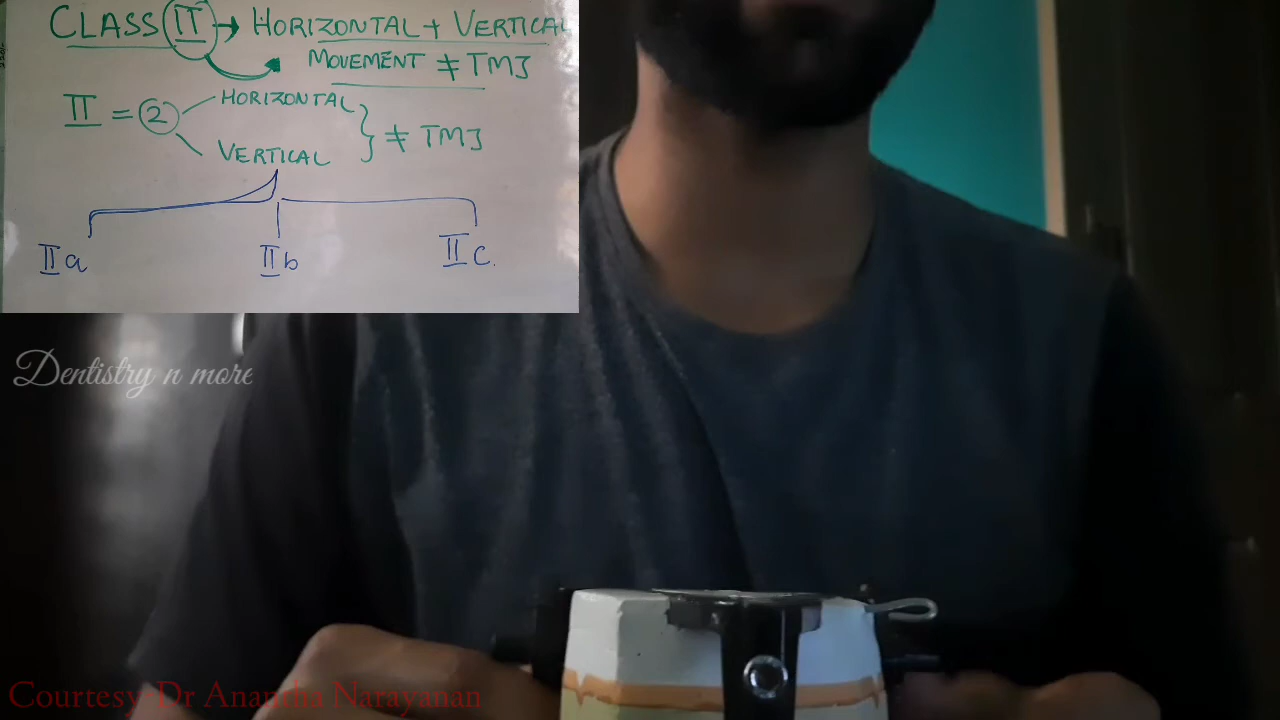 CLASS II → HORIZONTAL + VERTICAL
MOVEMENT ≠ TMJ
II = 2 HORIZONTAL
VERTICAL
≠ TMJ
IIa IIb IIc.
Dentistry n more
Courtesy-Dr Anantha Narayanan